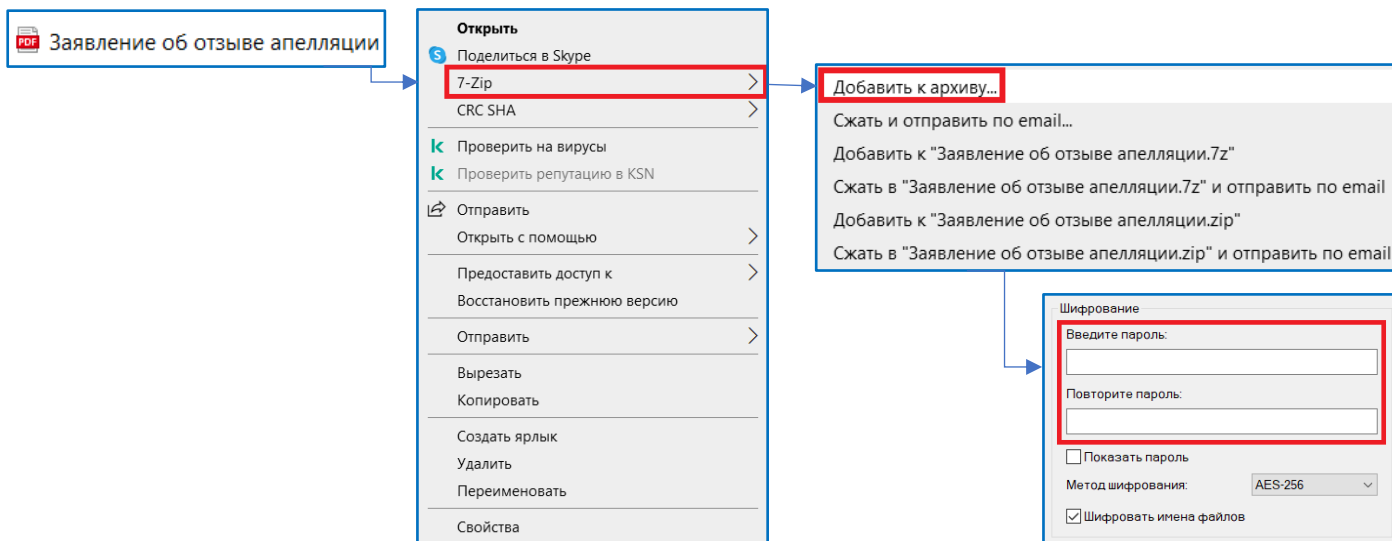 PDF
Заявление об отзыве апелляции
Открыть
S Поделиться в Skype
7-Zip
CRC SHA
Проверить на вирусы
Проверить репутацию в KSN
Отправить
Открыть с помощью
Предоставить доступ к
Восстановить прежнюю версию
Отправить
Вырезать
Копировать
Создать ярлык
Удалить
Переименовать
Свойства
Добавить к архиву...
Сжать и отправить по email...
Добавить к "Заявление об отзыве апелляции.7z"
Сжать в "Заявление об отзыве апелляции.7z" и отправить по email
Добавить к "Заявление об отзыве апелляции.zip"
Сжать в "Заявление об отзыве апелляции.zip" и отправить по email
Шифрование
Введите пароль:
Повторите пароль:
Показать пароль
Метод шифрования: AES-256
Шифровать имена файлов